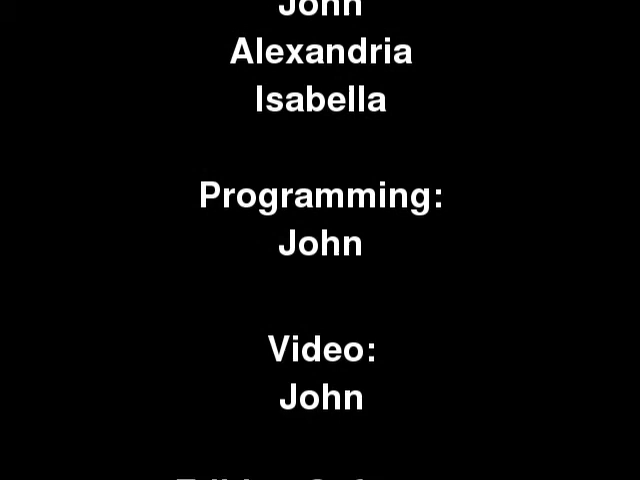 John
Alexandria
Isabella
Programming:
John
Video:
John